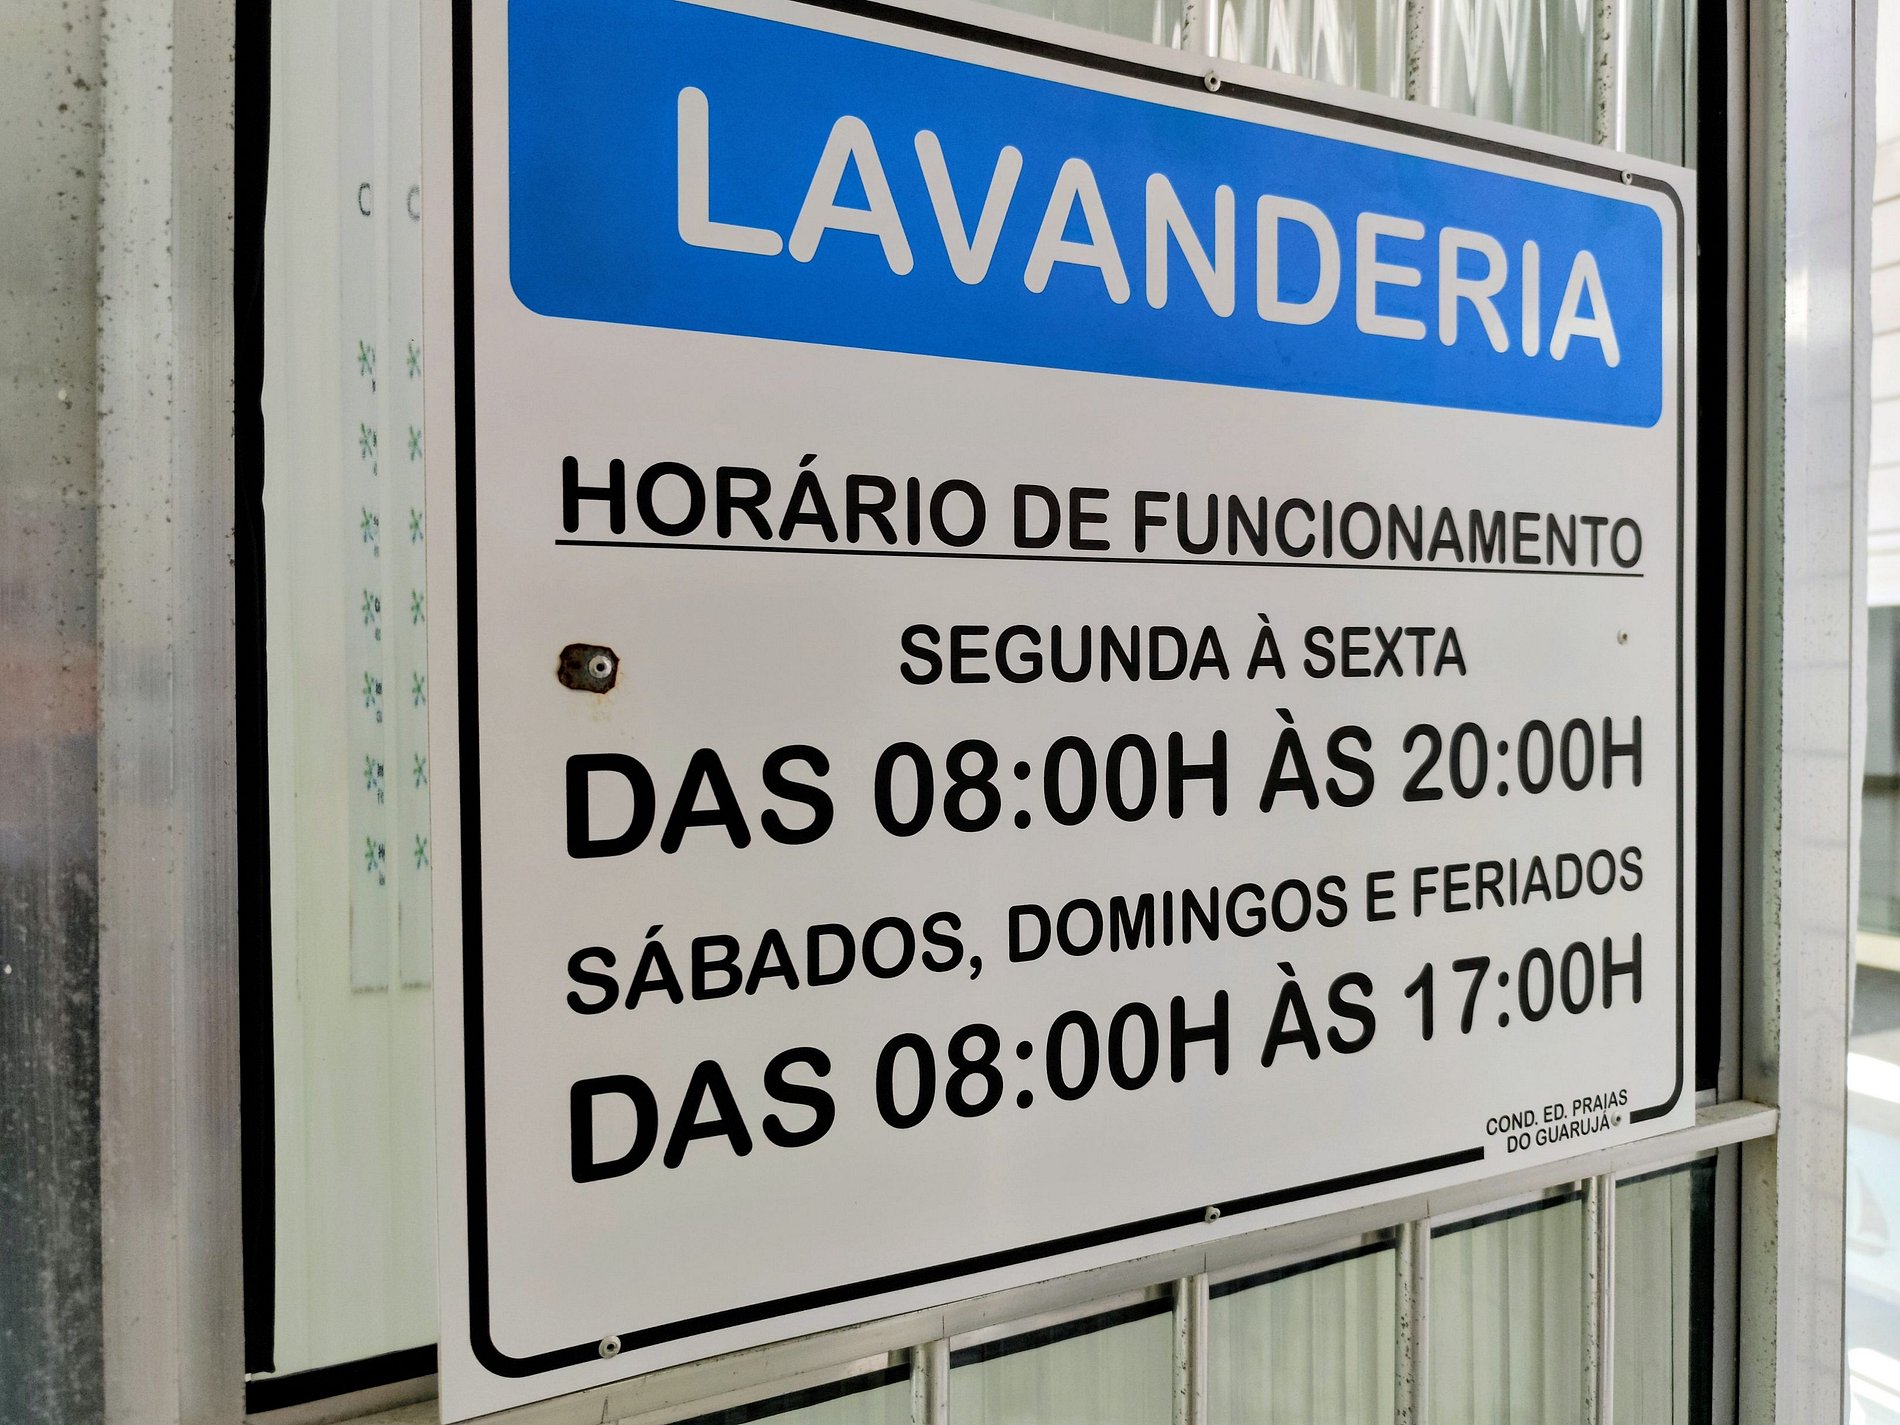 LAVANDERIA
HORÁRIO DE FUNCIONAMENTO
SEGUNDA À SEXTA
DAS 08:00H ÀS 20:00H
SÁBADOS, DOMINGOS E FERIADOS
DAS 08:00H ÀS 17:00H
COND. ED. PRAIAS
DO GUARUJÁ